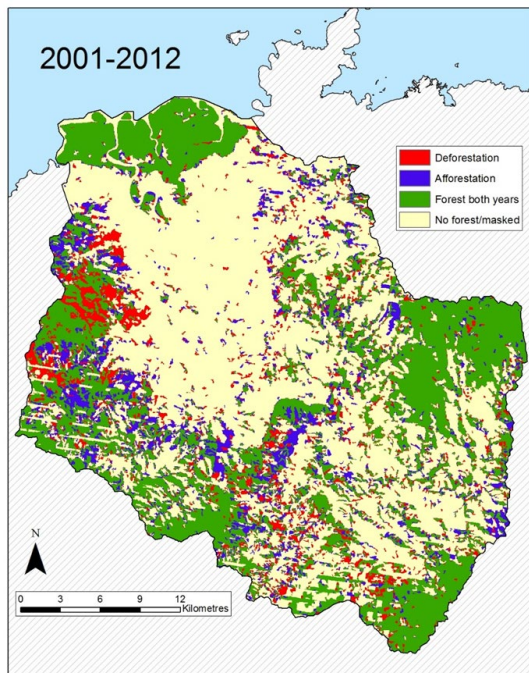 2001-2012
Deforestation
Afforestation
Forest both years
No forest/masked
N
0 3 6 9 12
Kilometres